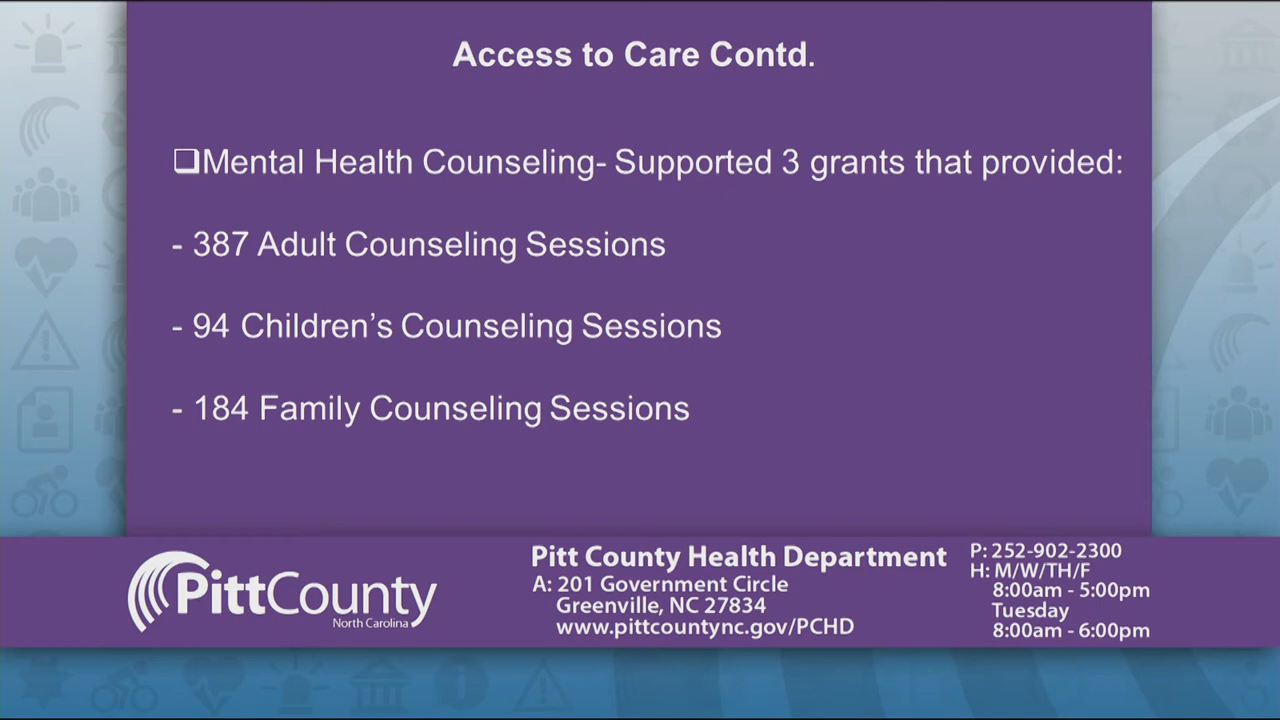 Access to Care Contd.
❑Mental Health Counseling- Supported 3 grants that provided:
- 387 Adult Counseling Sessions
- 94 Children’s Counseling Sessions
- 184 Family Counseling Sessions
PittCounty
North Carolina
Pitt County Health Department
A: 201 Government Circle
Greenville, NC 27834
www.pittcountync.gov/PCHD
P: 252-902-2300
H: M/W/TH/F
8:00am - 5:00pm
Tuesday
8:00am - 6:00pm